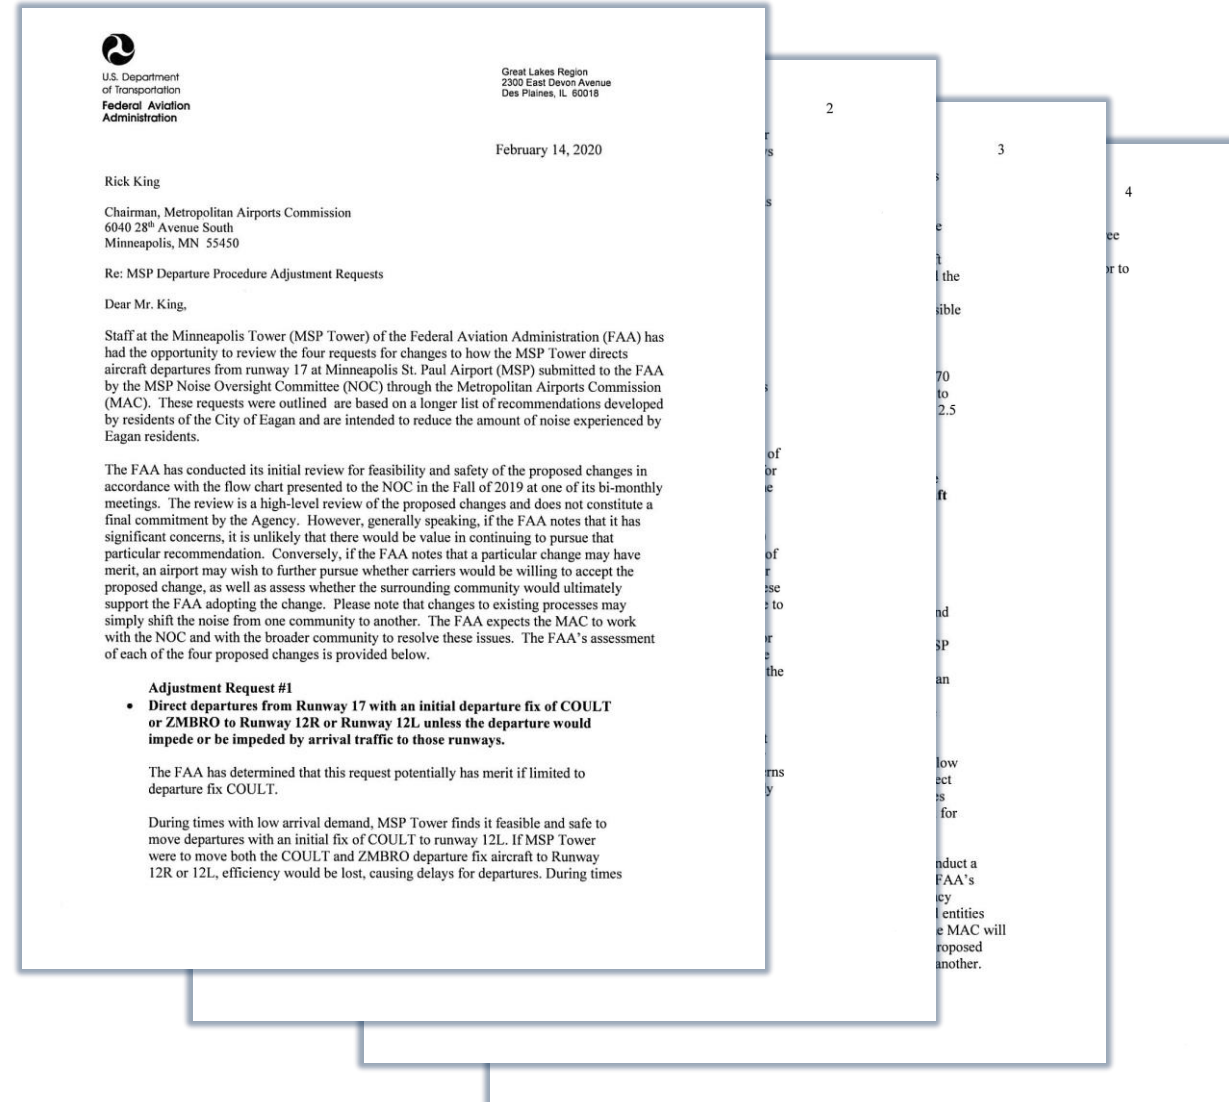 U.S. Department
of Transportation
Federal Aviation
Administration
Great Lakes Region
2300 East Devon Avenue
Des Plaines, IL 60018
February 14, 2020
Rick King
Chairman, Metropolitan Airports Commission
6040 28th Avenue South
Minneapolis, MN 55450
Re: MSP Departure Procedure Adjustment Requests
Dear Mr. King,
Staff at the Minneapolis Tower (MSP Tower) of the Federal Aviation Administration (FAA) has
had the opportunity to review the four requests for changes to how the MSP Tower directs
aircraft departures from runway 17 at Minneapolis St. Paul Airport (MSP) submitted to the FAA
by the MSP Noise Oversight Committee (NOC) through the Metropolitan Airports Commission
(MAC). These requests were outlined are based on a longer list of recommendations developed
by residents of the City of Eagan and are intended to reduce the amount of noise experienced by
Eagan residents.
The FAA has conducted its initial review for feasibility and safety of the proposed changes in
accordance with the flow chart presented to the NOC in the Fall of 2019 at one of its bi-monthly
meetings. The review is a high-level review of the proposed changes and does not constitute a
final commitment by the Agency. However, generally speaking, if the FAA notes that it has
significant concerns, it is unlikely that there would be value in continuing to pursue that
particular recommendation. Conversely, if the FAA notes that a particular change may have
merit, an airport may wish to further pursue whether carriers would be willing to accept the
proposed change, as well as assess whether the surrounding community would ultimately
support the FAA adopting the change. Please note that changes to existing processes may
simply shift the noise from one community to another. The FAA expects the MAC to work
with the NOC and with the broader community to resolve these issues. The FAA's assessment
of each of the four proposed changes is provided below.
Adjustment Request #1
• Direct departures from Runway 17 with an initial departure fix of COULT
or ZMBRO to Runway 12R or Runway 12L unless the departure would
impede or be impeded by arrival traffic to those runways.
The FAA has determined that this request potentially has merit if limited to
departure fix COULT.
During times with low arrival demand, MSP Tower finds it feasible and safe to
move departures with an initial fix of COULT to runway 12L. If MSP Tower
were to move both the COULT and ZMBRO departure fix aircraft to Runway
12R or 12L, efficiency would be lost, causing delays for departures. During times
2
of
of
to
the
3
the
70
to
2.5
for
entities
MAC will
another.
4
to